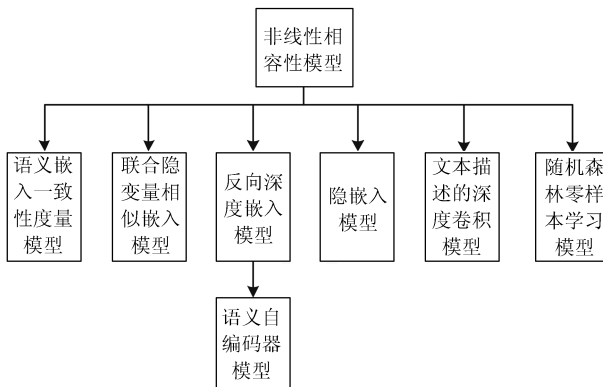 非线性相
容性模型
语义嵌
入一致
性度量
模型
联合隐
变量相
似嵌入
模型
反向深
度嵌入
模型
隐嵌入
模型
文本描
述的深
度卷积
模型
随机森
林零样
本学习
模型
语义自
编码器
模型